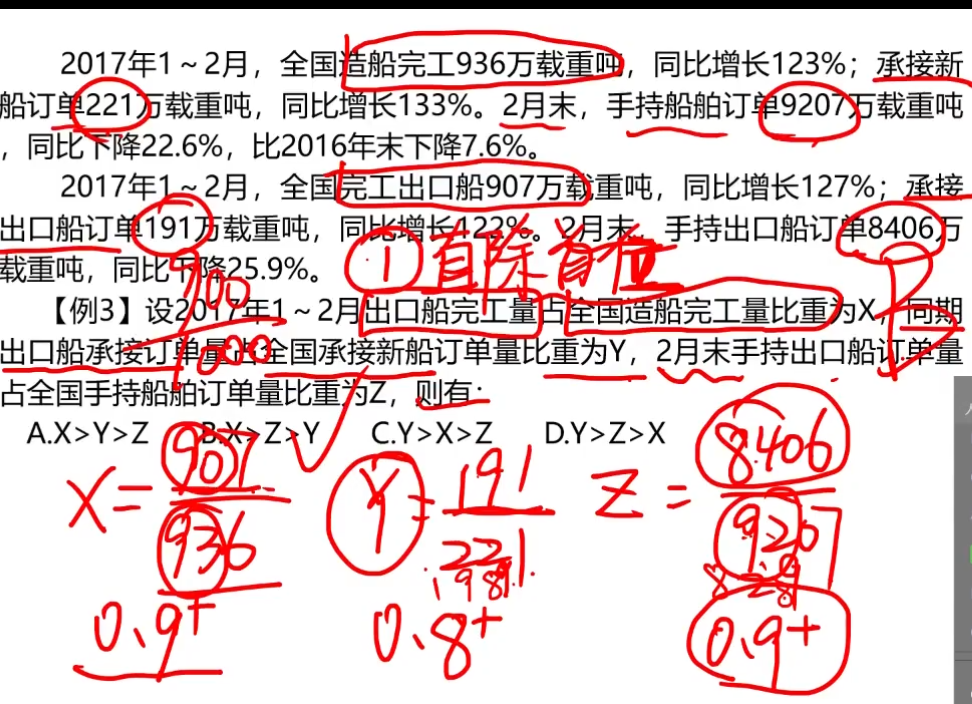 2017年1～2月，全国造船完工936万载重吨，同比增长123%；承接新
船订单221万载重吨，同比增长133%。2月末，手持船舶订单9207万载重吨
，同比下降22.6%，比2016年末下降7.6%。
2017年1～2月，全国完工出口船907万载重吨，同比增长127%；承接
出口船订单191万载重吨，同比增长122%。2月末，手持出口船订单8406万
载重吨，同比下降25.9%。
① 直除首位
900
1000
【例3】设2017年1～2月出口船完工量占全国造船完工量比重为X，同期
出口船承接订单量占全国承接新船订单量比重为Y，2月末手持出口船订单量
占全国手持船舶订单量比重为Z，则有：
A.X>Y>Z B.X>Z>Y C.Y>X>Z D.Y>Z>X
X= 907 Y= 191 Z= 8406
936 221 9207
1989
0.9+ 0.8+ 0.9+